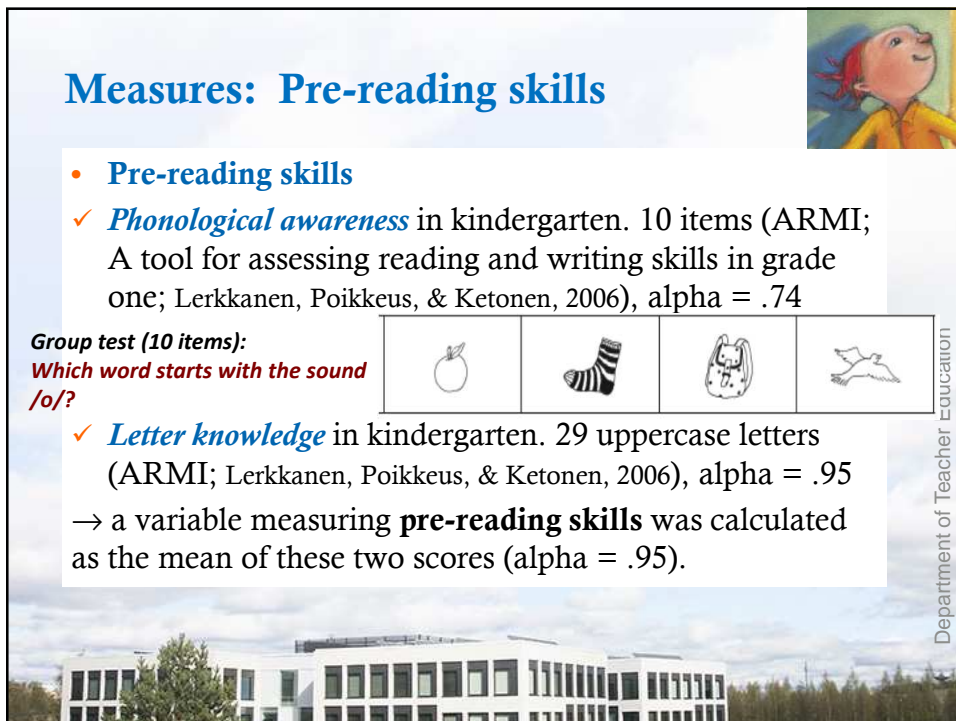 Measures: Pre-reading skills
• Pre-reading skills
✓ Phonological awareness in kindergarten. 10 items (ARMI;
A tool for assessing reading and writing skills in grade
one; Lerkkanen, Poikkeus, & Ketonen, 2006), alpha = .74
Group test (10 items):
Which word starts with the sound
/o/?
✓ Letter knowledge in kindergarten. 29 uppercase letters
(ARMI; Lerkkanen, Poikkeus, & Ketonen, 2006), alpha = .95
→ a variable measuring pre-reading skills was calculated
as the mean of these two scores (alpha = .95).
Department of Teacher Education